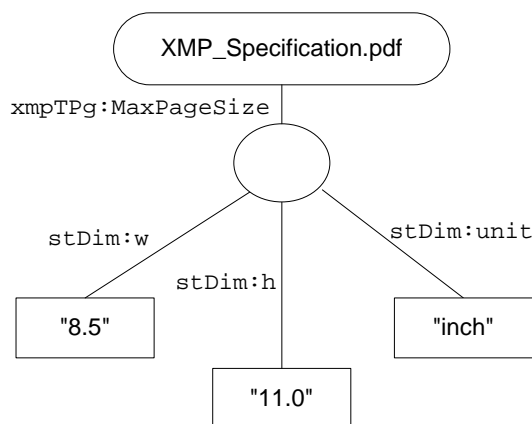 XMP_Specification.pdf
xmpTPg:MaxPageSize
stDim:w
stDim:h
stDim:unit
"8.5"
"11.0"
"inch"